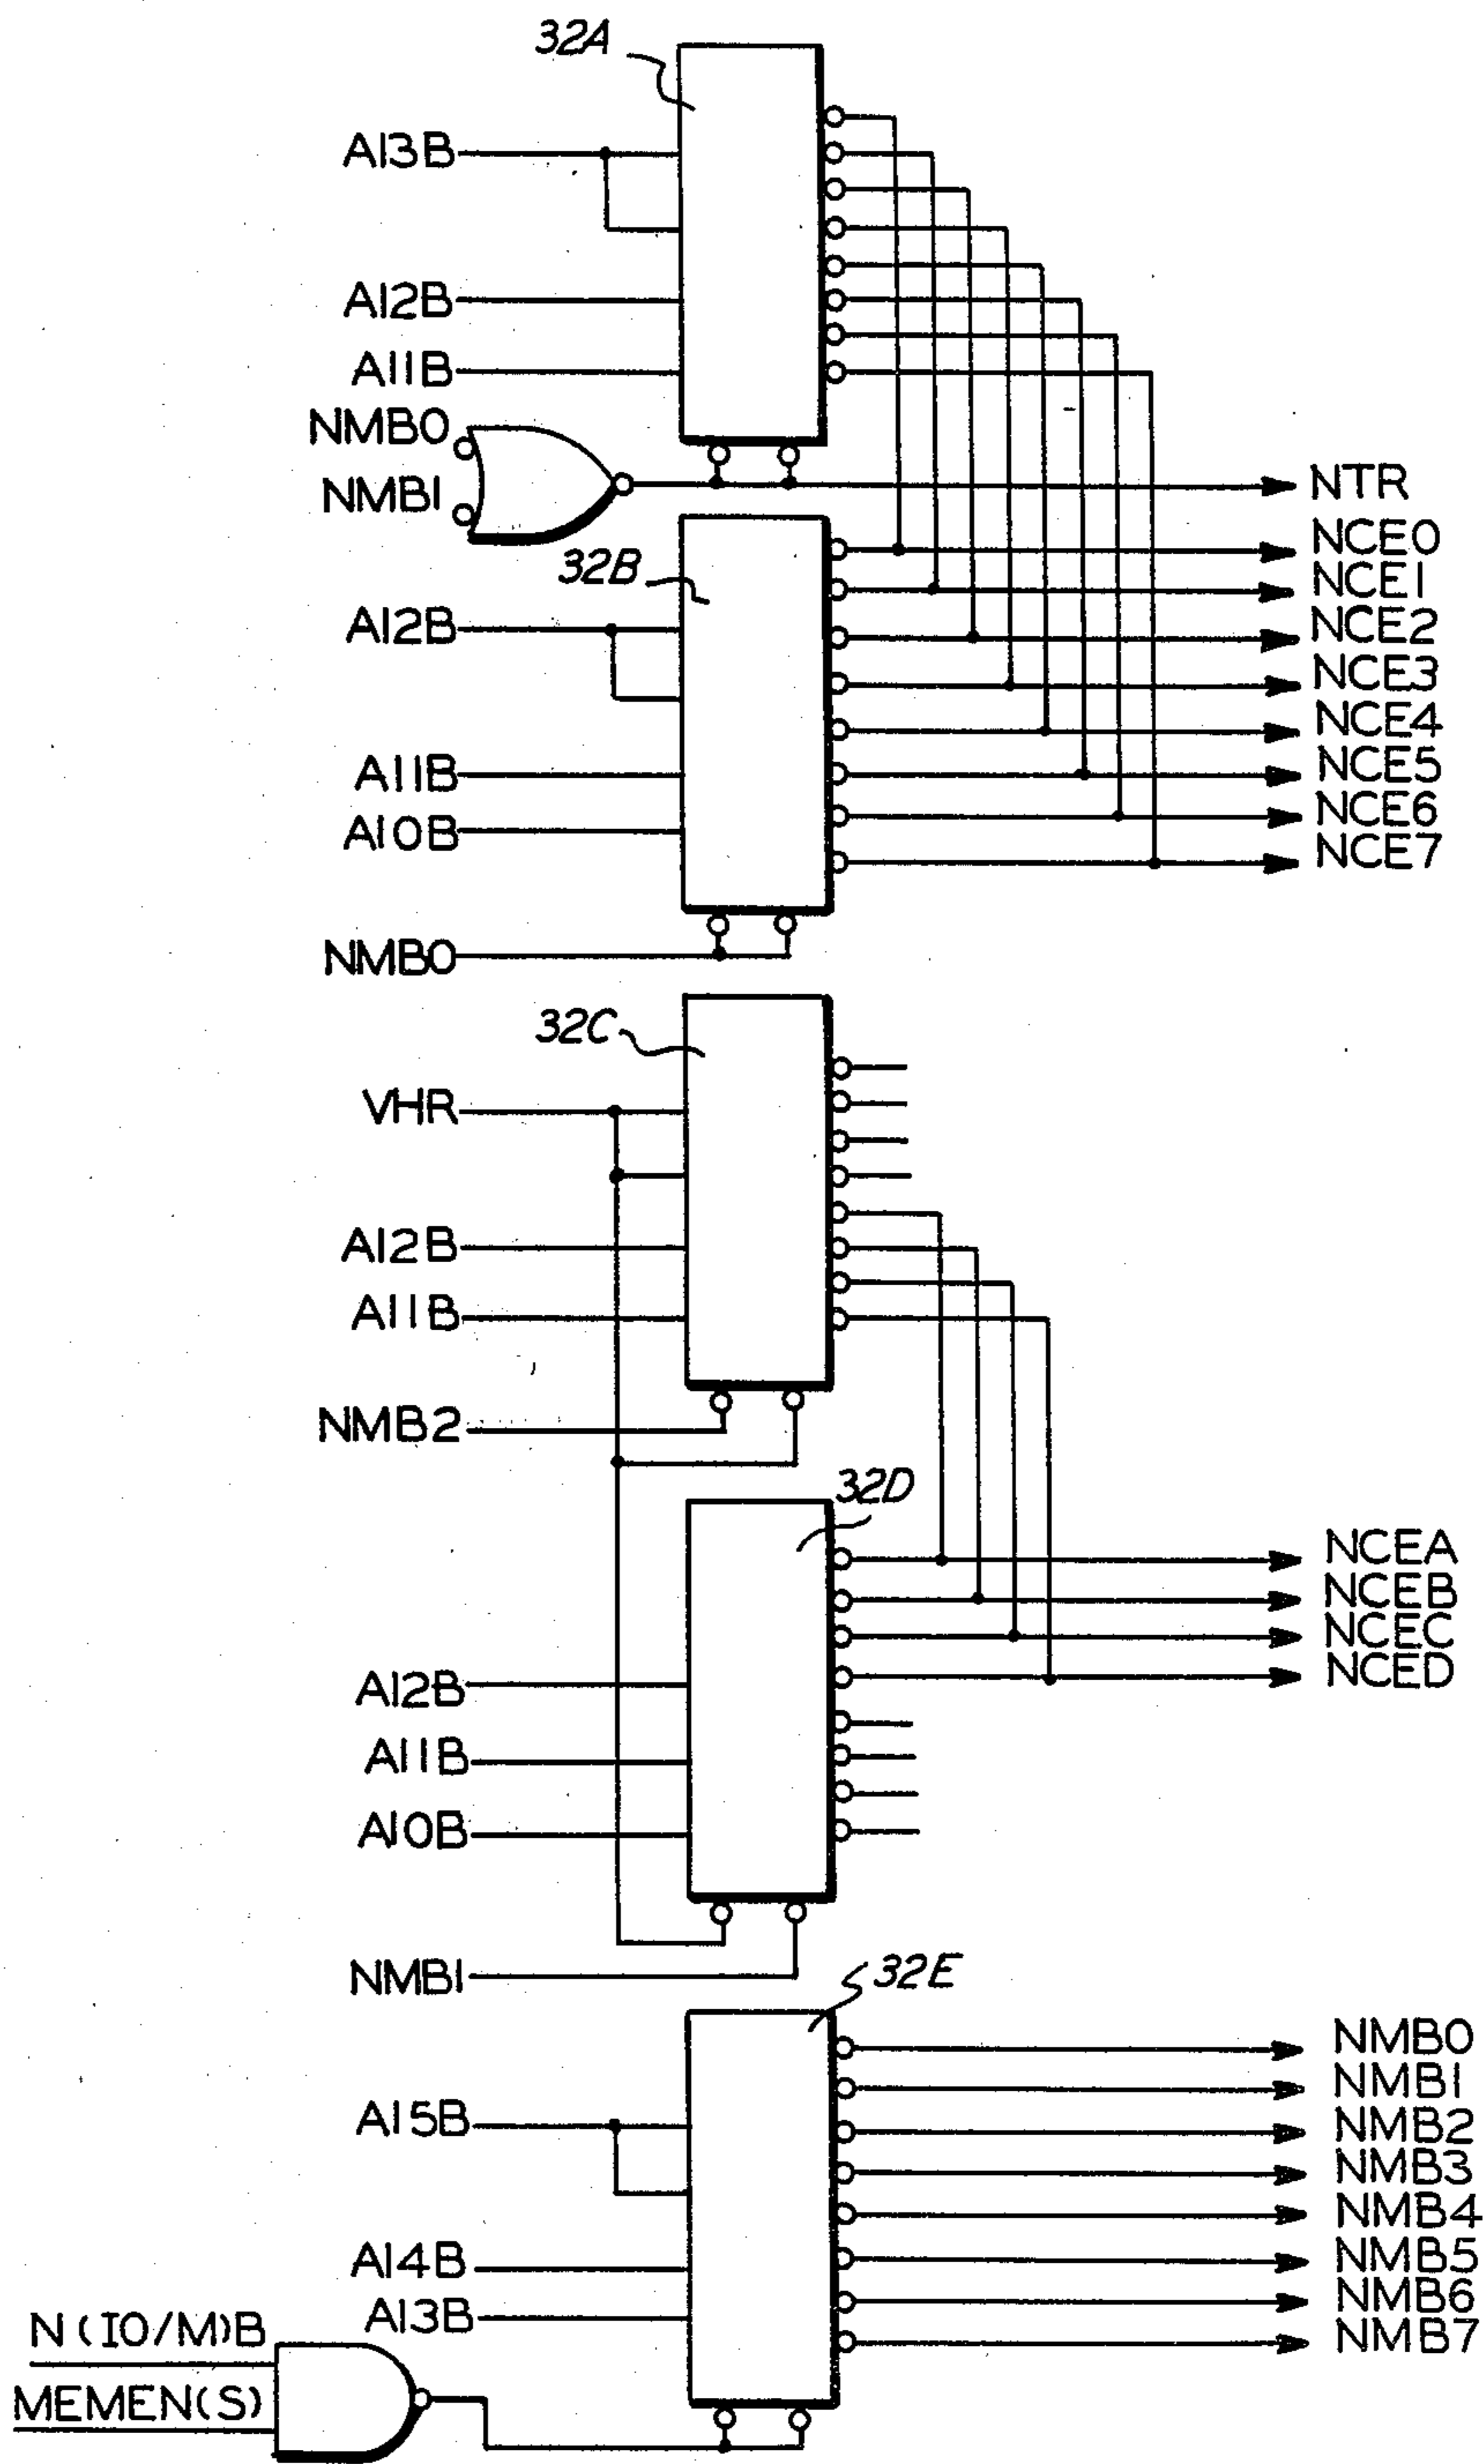 32A
A13B
A12B
A11B
NMB0
NMB1
NTR
NCE0
NCE1
NCE2
NCE3
NCE4
NCE5
NCE6
NCE7
32B
A12B
A11B
A10B
NMB0
32C
VHR
A12B
A11B
NMB2
32D
NCEA
NCEB
NCEC
NCED
A12B
A11B
A10B
NMB1
32E
NMB0
NMB1
NMB2
NMB3
NMB4
NMB5
NMB6
NMB7
A15B
A14B
A13B
N(IO/M)B
MEMEN(S)